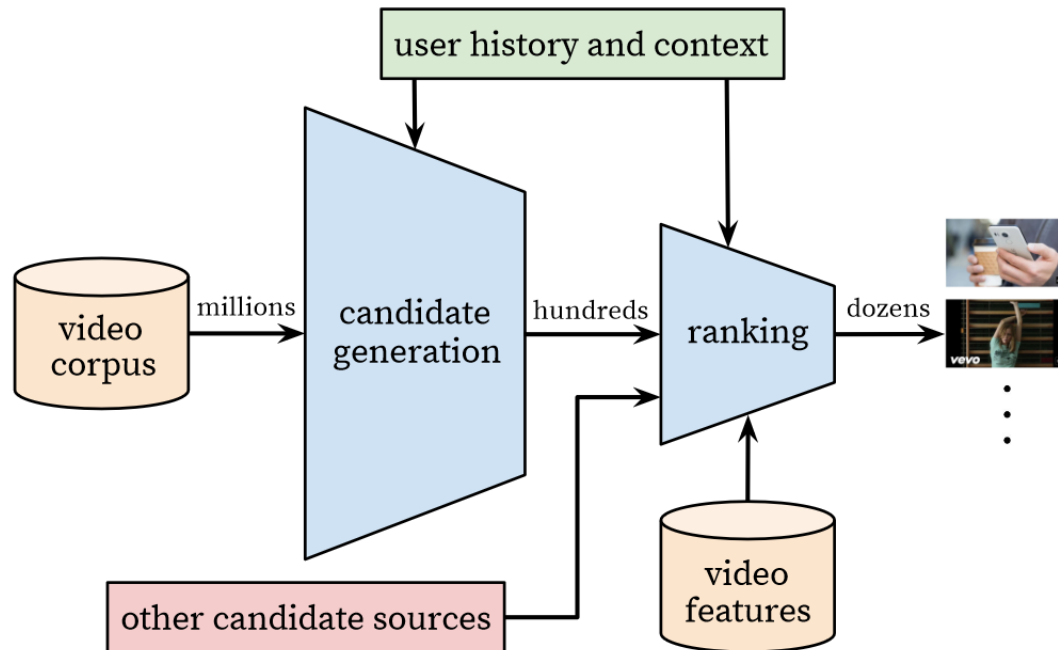 user history and context
millions
video
corpus
candidate
generation
hundreds
ranking
dozens
vevo
other candidate sources
video
features